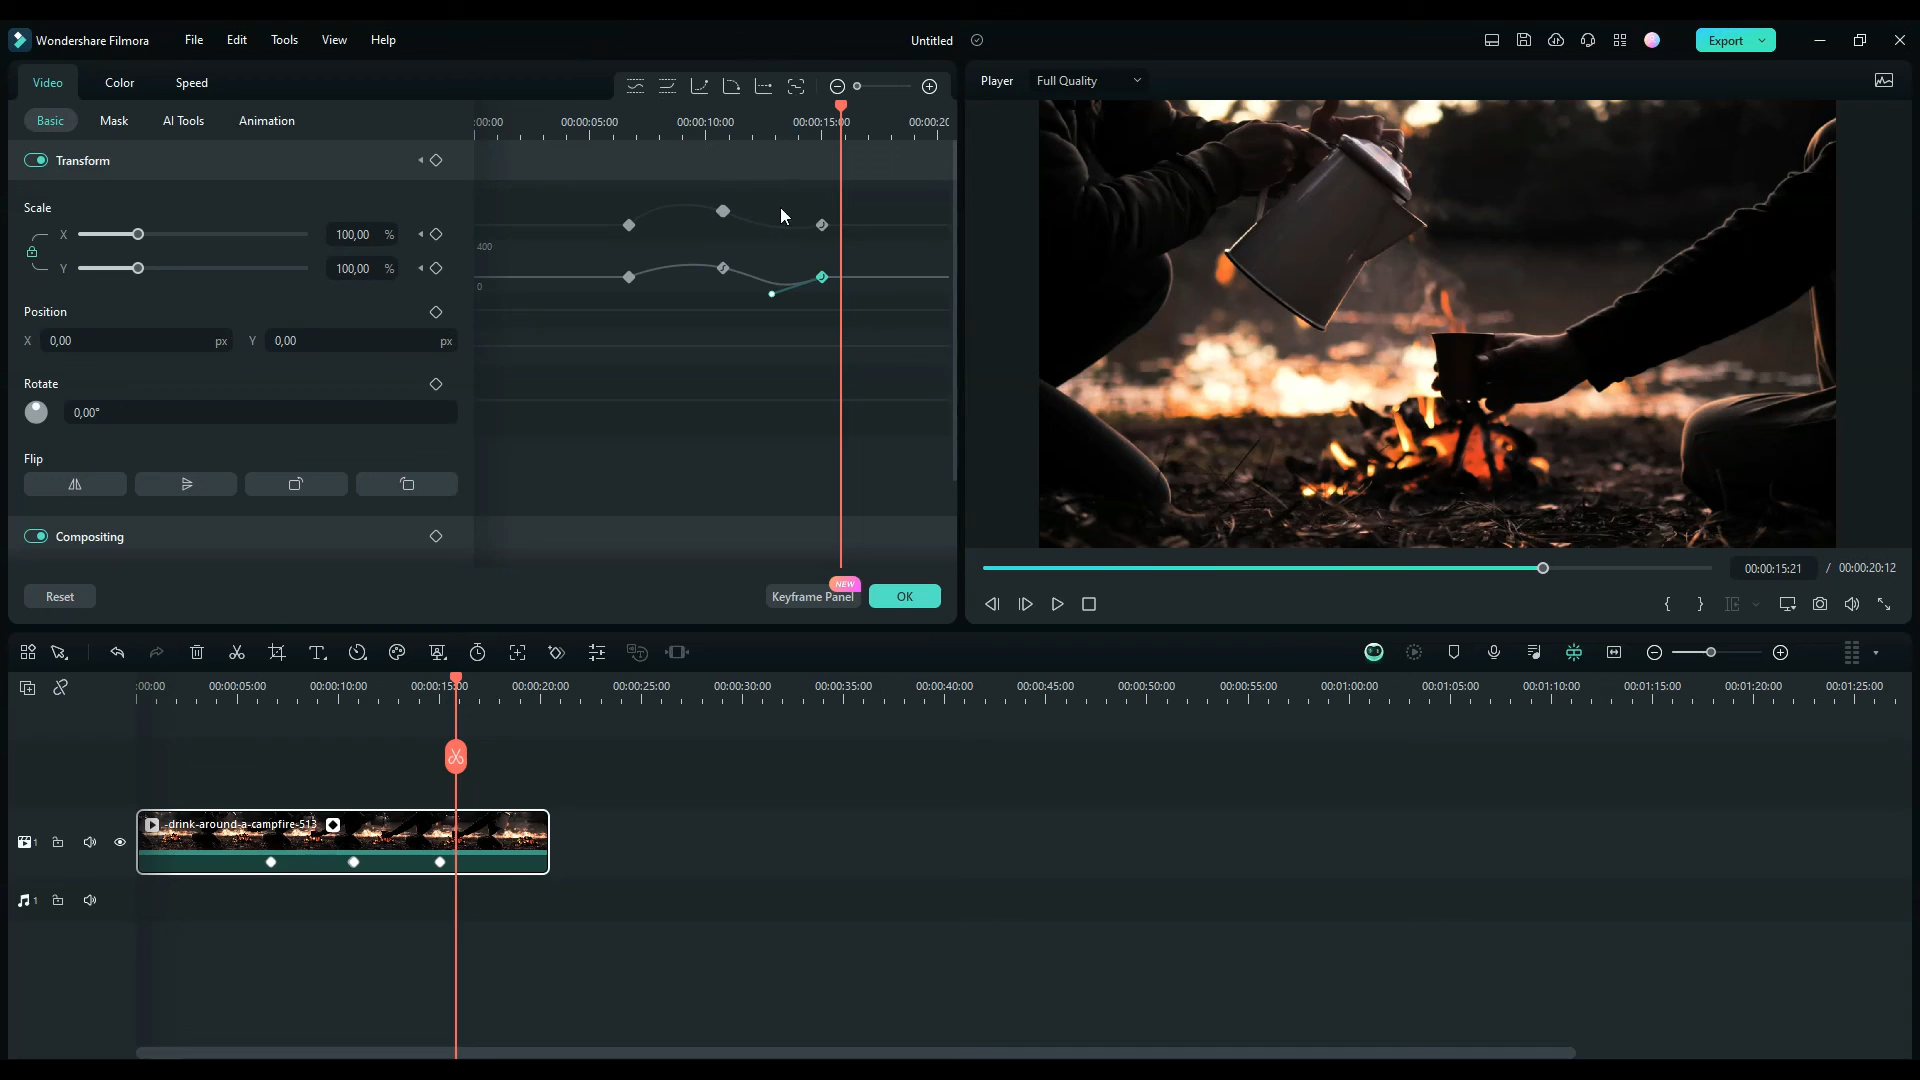 Wondershare Filmora File Edit Tools View Help Untitled Export
Video Color Speed
Player Full Quality
Basic Mask AI Tools Animation
:00:00 00:00:05:00 00:00:10:00 00:00:15:00 00:00:20
Transform
Scale
X 100,00 %
400
Y 100,00 %
0
Position
X 0,00 px Y 0,00 px
Rotate
0,00°
Flip
Compositing
00:00:15:21 / 00:00:20:12
NEW
Reset Keyframe Panel OK
:00:00 00:00:05:00 00:00:10:00 00:00:15:00 00:00:20:00 00:00:25:00 00:00:30:00 00:00:35:00 00:00:40:00 00:00:45:00 00:00:50:00 00:00:55:00 00:01:00:00 00:01:05:00 00:01:10:00 00:01:15:00 00:01:20:00 00:01:25:00
-drink-around-a-campfire-513
1
1